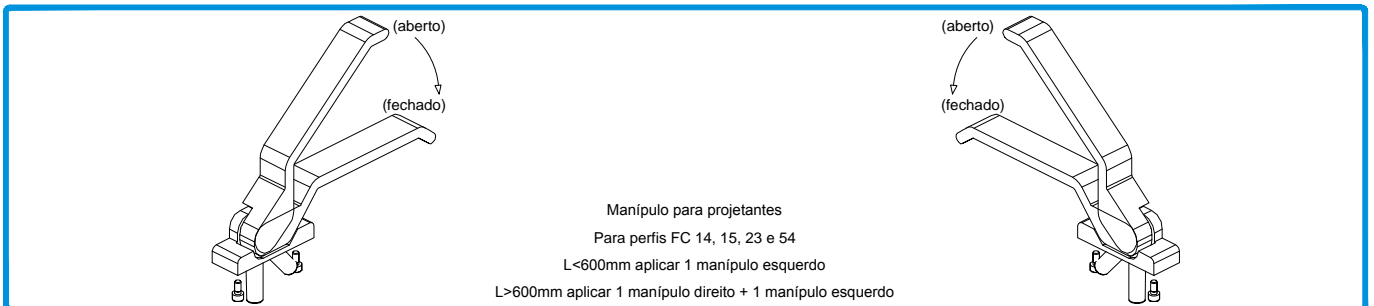 (aberto)
(aberto)
(fechado)
(fechado)
Manípulo para projetantes
Para perfis FC 14, 15, 23 e 54
L<600mm aplicar 1 manípulo esquerdo
L>600mm aplicar 1 manípulo direito + 1 manípulo esquerdo